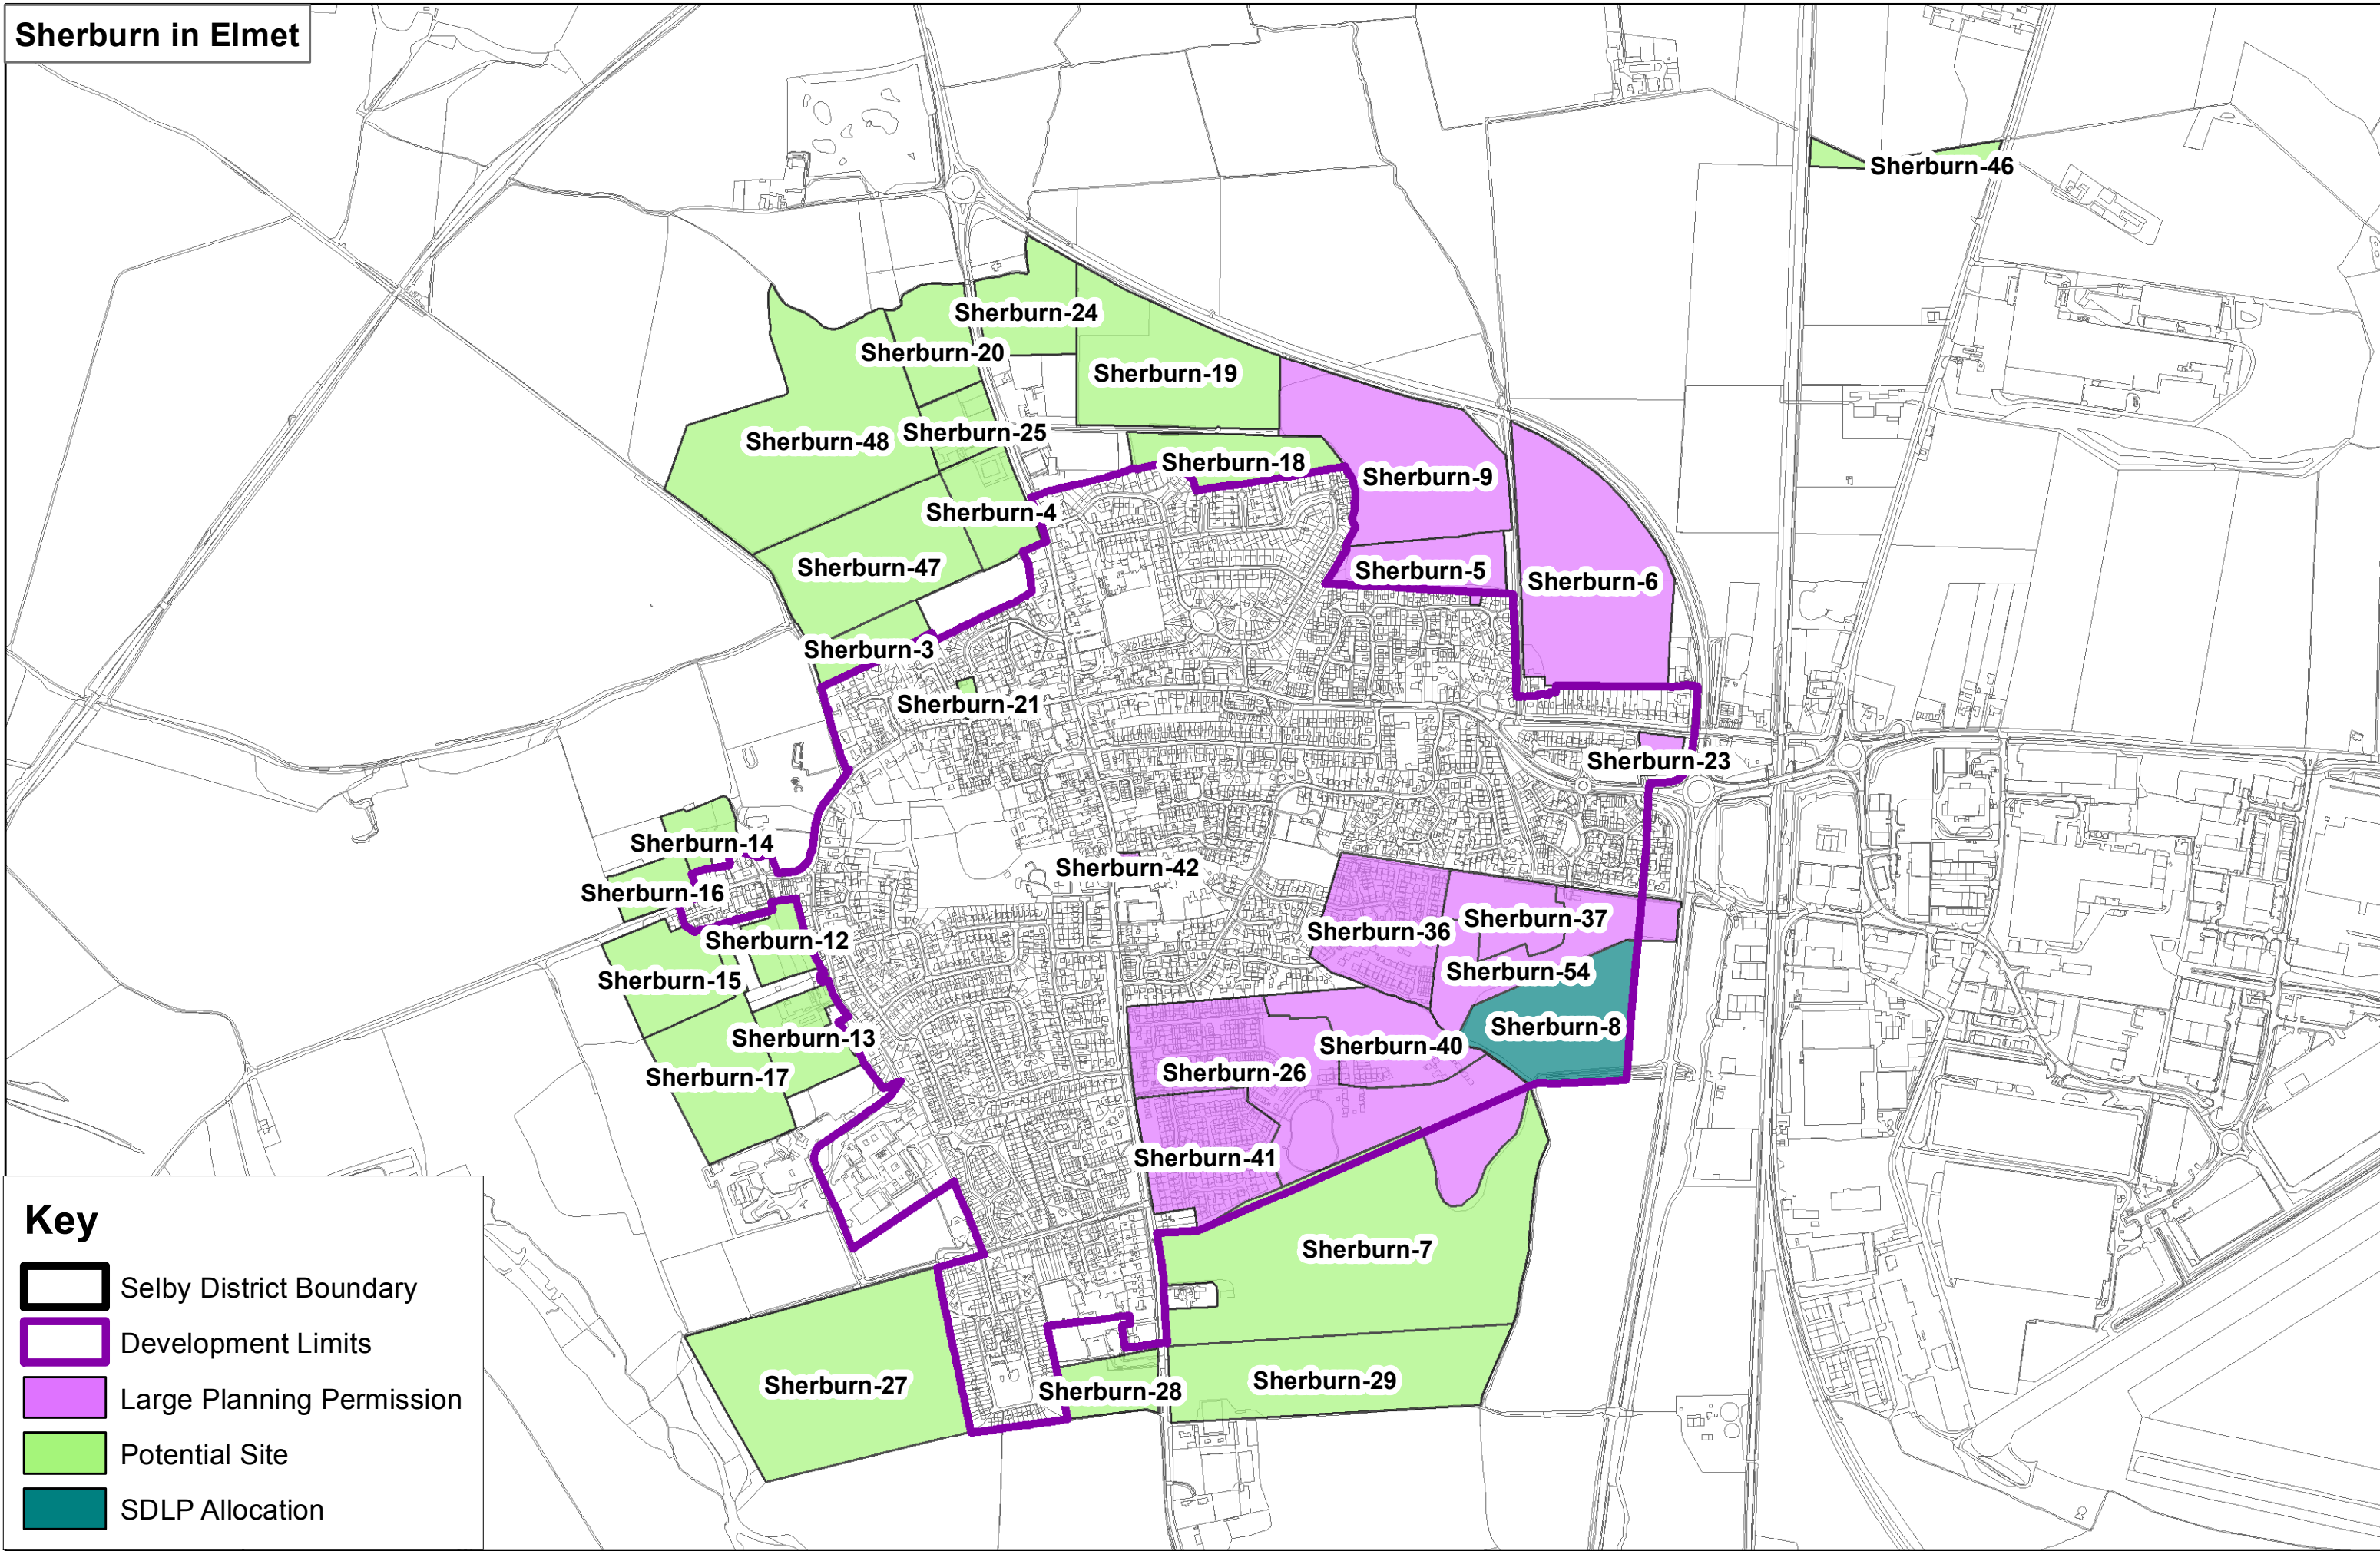 Sherburn in Elmet
Sherburn-46
Sherburn-24
Sherburn-20
Sherburn-19
Sherburn-48
Sherburn-25
Sherburn-18
Sherburn-9
Sherburn-4
Sherburn-47
Sherburn-5
Sherburn-6
Sherburn-3
Sherburn-21
Sherburn-23
Sherburn-14
Sherburn-42
Sherburn-16
Sherburn-37
Sherburn-36
Sherburn-12
Sherburn-54
Sherburn-15
Sherburn-8
Sherburn-13
Sherburn-40
Sherburn-26
Sherburn-17
Sherburn-41
Sherburn-7
Sherburn-27
Sherburn-29
Sherburn-28
Key
Selby District Boundary
Development Limits
Large Planning Permission
Potential Site
SDLP Allocation